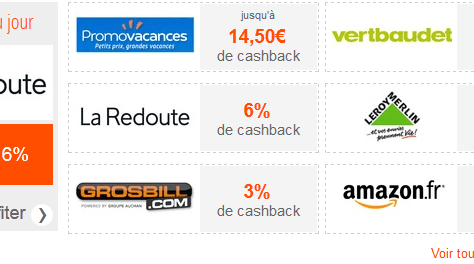 u jour
oute
6%
iter
Promovacances
Petits prix, grandes vacances
jusqu'à
14,50€
de cashback
vertbaudet
La Redoute
6%
de cashback
LEROY MERLIN
...et vos envies prennent Vie!
GROSBILL
.COM
POWERED BY GROUPE AUCHAN
3%
de cashback
amazon.fr
Voir tou